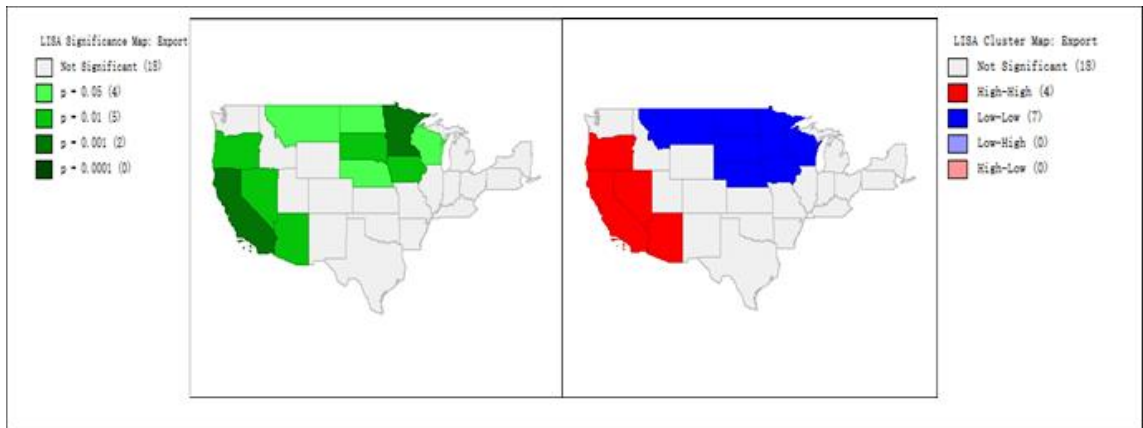 LISA Significance Map: Export
Not Significant (18)
p = 0.05 (4)
p = 0.01 (5)
p = 0.001 (2)
p = 0.0001 (0)
LISA Cluster Map: Export
Not Significant (18)
High-High (4)
Low-Low (7)
Low-High (0)
High-Low (0)